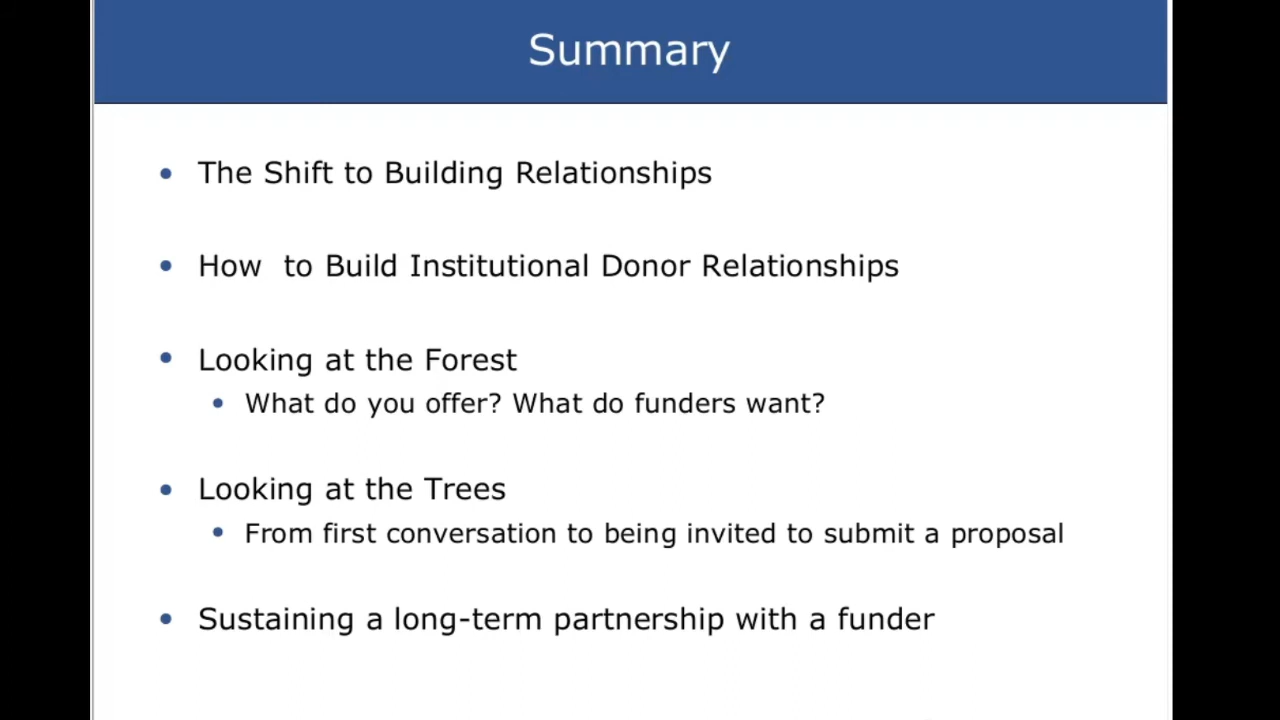 Summary
• The Shift to Building Relationships
• How  to Build Institutional Donor Relationships
• Looking at the Forest
• What do you offer? What do funders want?
• Looking at the Trees
• From first conversation to being invited to submit a proposal
• Sustaining a long-term partnership with a funder